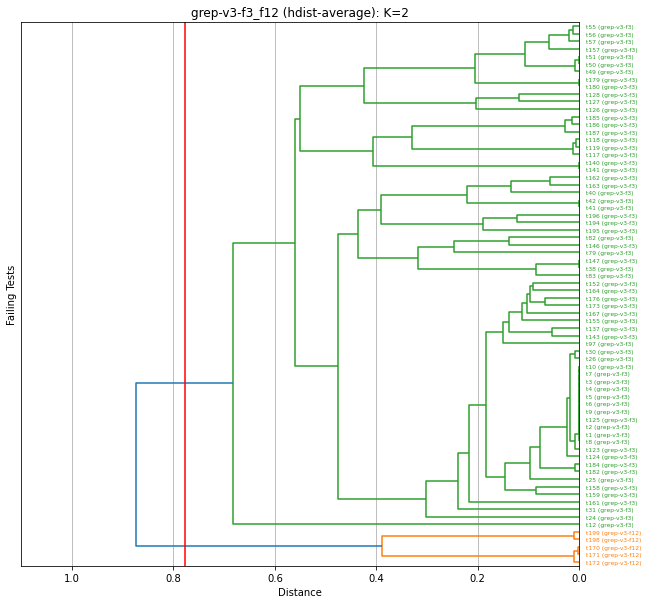 grep-v3-f3_f12 (hdist-average): K=2
t55 (grep-v3-f3)
t56 (grep-v3-f3)
t57 (grep-v3-f3)
t157 (grep-v3-f3)
t51 (grep-v3-f3)
t50 (grep-v3-f3)
t49 (grep-v3-f3)
t179 (grep-v3-f3)
t180 (grep-v3-f3)
t128 (grep-v3-f3)
t127 (grep-v3-f3)
t126 (grep-v3-f3)
t185 (grep-v3-f3)
t186 (grep-v3-f3)
t187 (grep-v3-f3)
t118 (grep-v3-f3)
t119 (grep-v3-f3)
t117 (grep-v3-f3)
t140 (grep-v3-f3)
t141 (grep-v3-f3)
t162 (grep-v3-f3)
t163 (grep-v3-f3)
t40 (grep-v3-f3)
t42 (grep-v3-f3)
t41 (grep-v3-f3)
t196 (grep-v3-f3)
t194 (grep-v3-f3)
t195 (grep-v3-f3)
t82 (grep-v3-f3)
t146 (grep-v3-f3)
t79 (grep-v3-f3)
t147 (grep-v3-f3)
t38 (grep-v3-f3)
t83 (grep-v3-f3)
t152 (grep-v3-f3)
t164 (grep-v3-f3)
t176 (grep-v3-f3)
t173 (grep-v3-f3)
t167 (grep-v3-f3)
t155 (grep-v3-f3)
t137 (grep-v3-f3)
t143 (grep-v3-f3)
t97 (grep-v3-f3)
t30 (grep-v3-f3)
t26 (grep-v3-f3)
t10 (grep-v3-f3)
t7 (grep-v3-f3)
t3 (grep-v3-f3)
t4 (grep-v3-f3)
t5 (grep-v3-f3)
t6 (grep-v3-f3)
t9 (grep-v3-f3)
t125 (grep-v3-f3)
t2 (grep-v3-f3)
t1 (grep-v3-f3)
t8 (grep-v3-f3)
t123 (grep-v3-f3)
t124 (grep-v3-f3)
t184 (grep-v3-f3)
t182 (grep-v3-f3)
t25 (grep-v3-f3)
t158 (grep-v3-f3)
t159 (grep-v3-f3)
t161 (grep-v3-f3)
t31 (grep-v3-f3)
t24 (grep-v3-f3)
t12 (grep-v3-f3)
t199 (grep-v3-f12)
t198 (grep-v3-f12)
t170 (grep-v3-f12)
t171 (grep-v3-f12)
t172 (grep-v3-f12)
Failing Tests
1.0 0.8 0.6 0.4 0.2 0.0
Distance